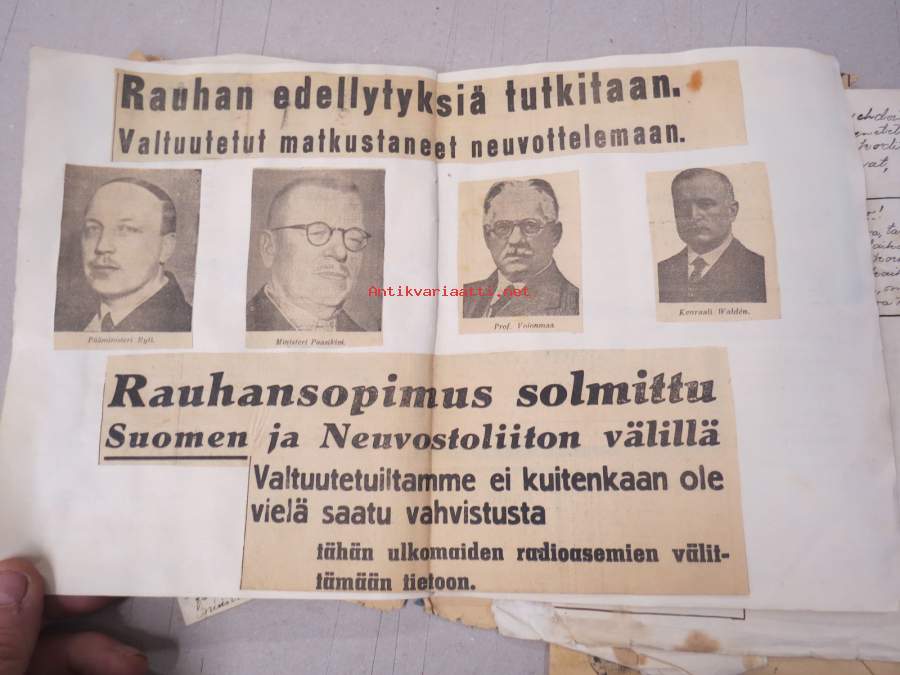 Rauhan edellytyksiä tutkitaan.
Valtuutetut matkustaneet neuvottelemaan.
Pääministeri Ryti.
Ministeri Paasikivi.
Prof. Voionmaa.
Kenraali Waldén.
Antikvariaatti.net
Rauhansopimus solmittu
Suomen ja Neuvostoliiton välillä
Valtuutetuiltamme ei kuitenkaan ole
vielä saatu vahvistusta
tähän ulkomaiden radioasemien välit-
tämään tietoon.